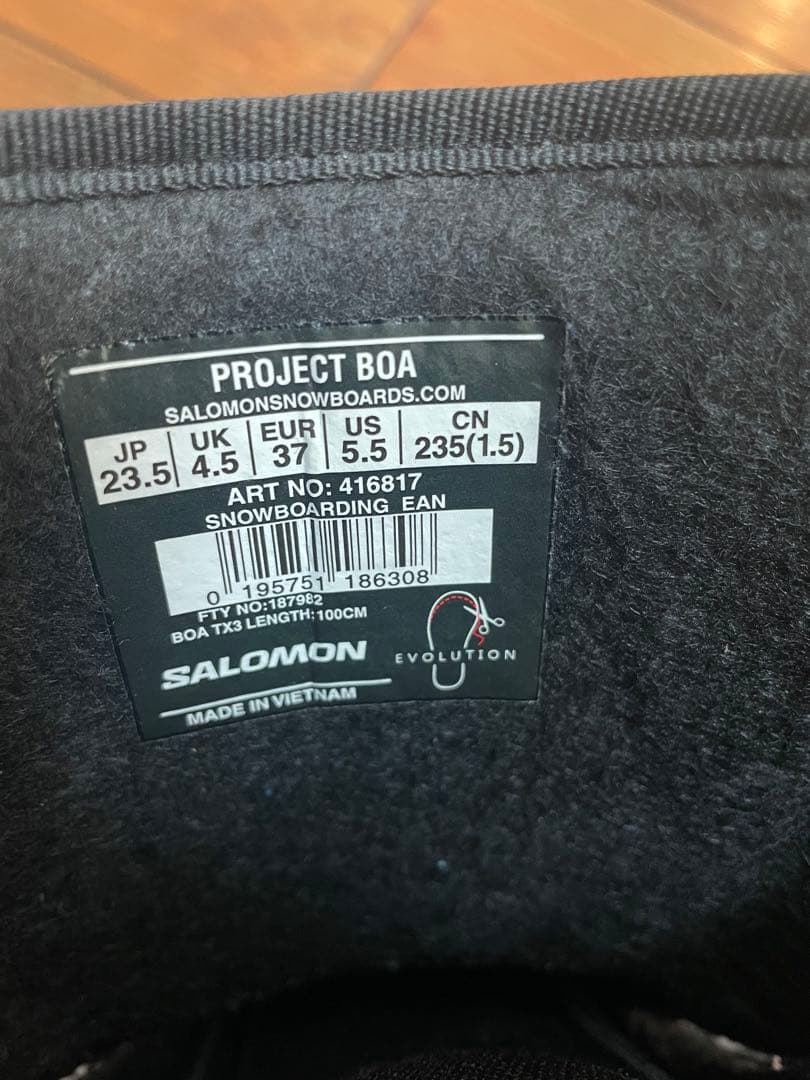 PROJECT BOA
SALOMONSNOWBOARDS.COM
JP UK EUR US CN
23.5 4.5 37 5.5 235(1.5)
ART NO: 416817
SNOWBOARDING EAN
0 195751 186308
FTY NO:187982
BOA TX3 LENGTH:100CM
SALOMON
EVOLUTION
MADE IN VIETNAM